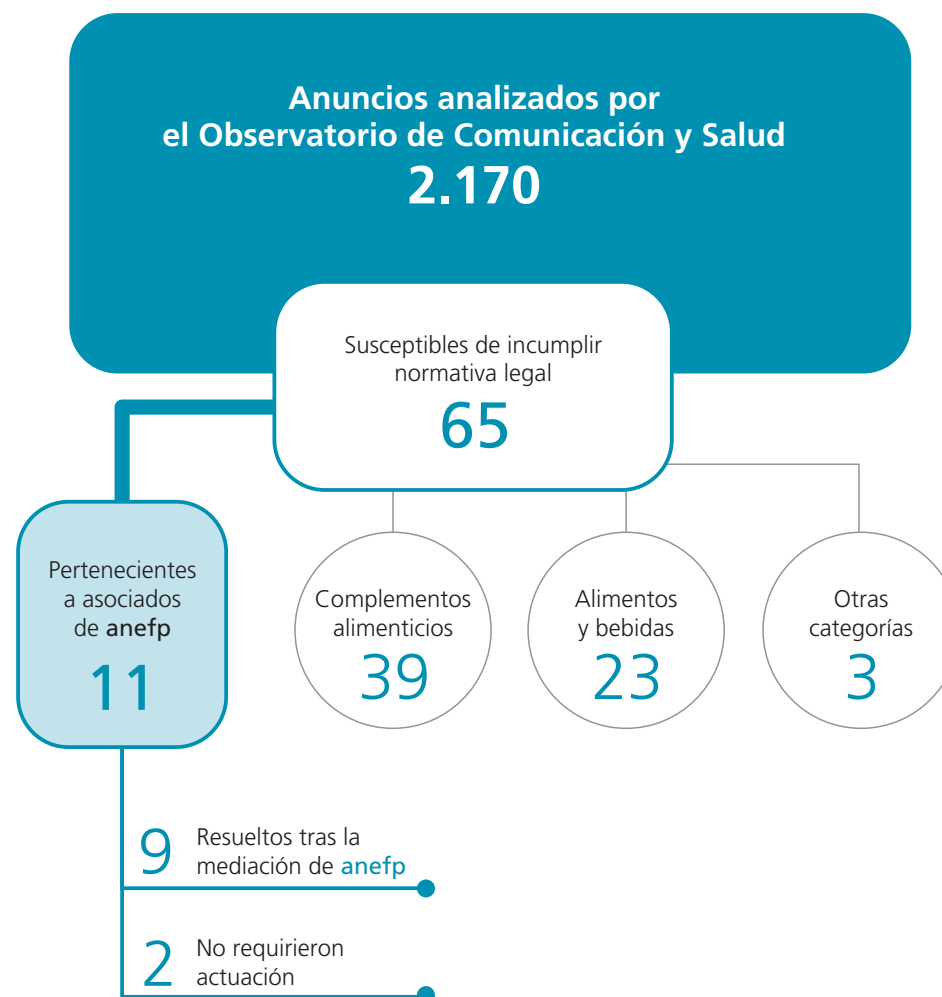 Anuncios analizados por
el Observatorio de Comunicación y Salud
2.170
Susceptibles de incumplir
normativa legal
65
Pertenecientes
a asociados
de anefp
11
Complementos
alimenticios
39
Alimentos
y bebidas
23
Otras
categorías
3
9
Resueltos tras la
mediación de anefp
2
No requirieron
actuación